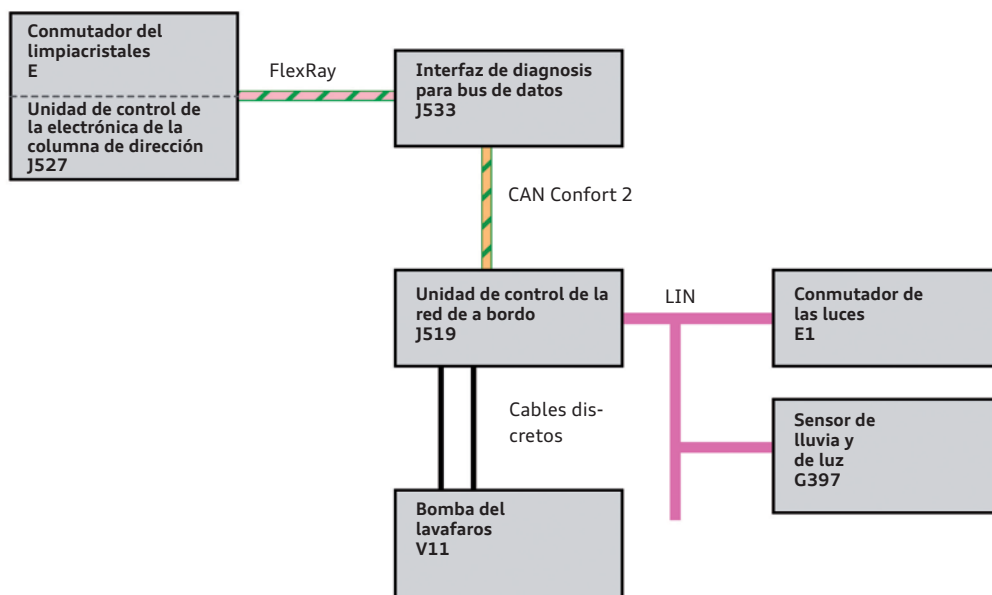 Conmutador del
limpiacristales
E
Unidad de control de
la electrónica de la
columna de dirección
J527
FlexRay
Interfaz de diagnosis
para bus de datos
J533
CAN Confort 2
Unidad de control de la
red de a bordo
J519
LIN
Conmutador de
las luces
E1
Cables dis-
cretos
Sensor de
lluvia y
de luz
G397
Bomba del
lavafaros
V11